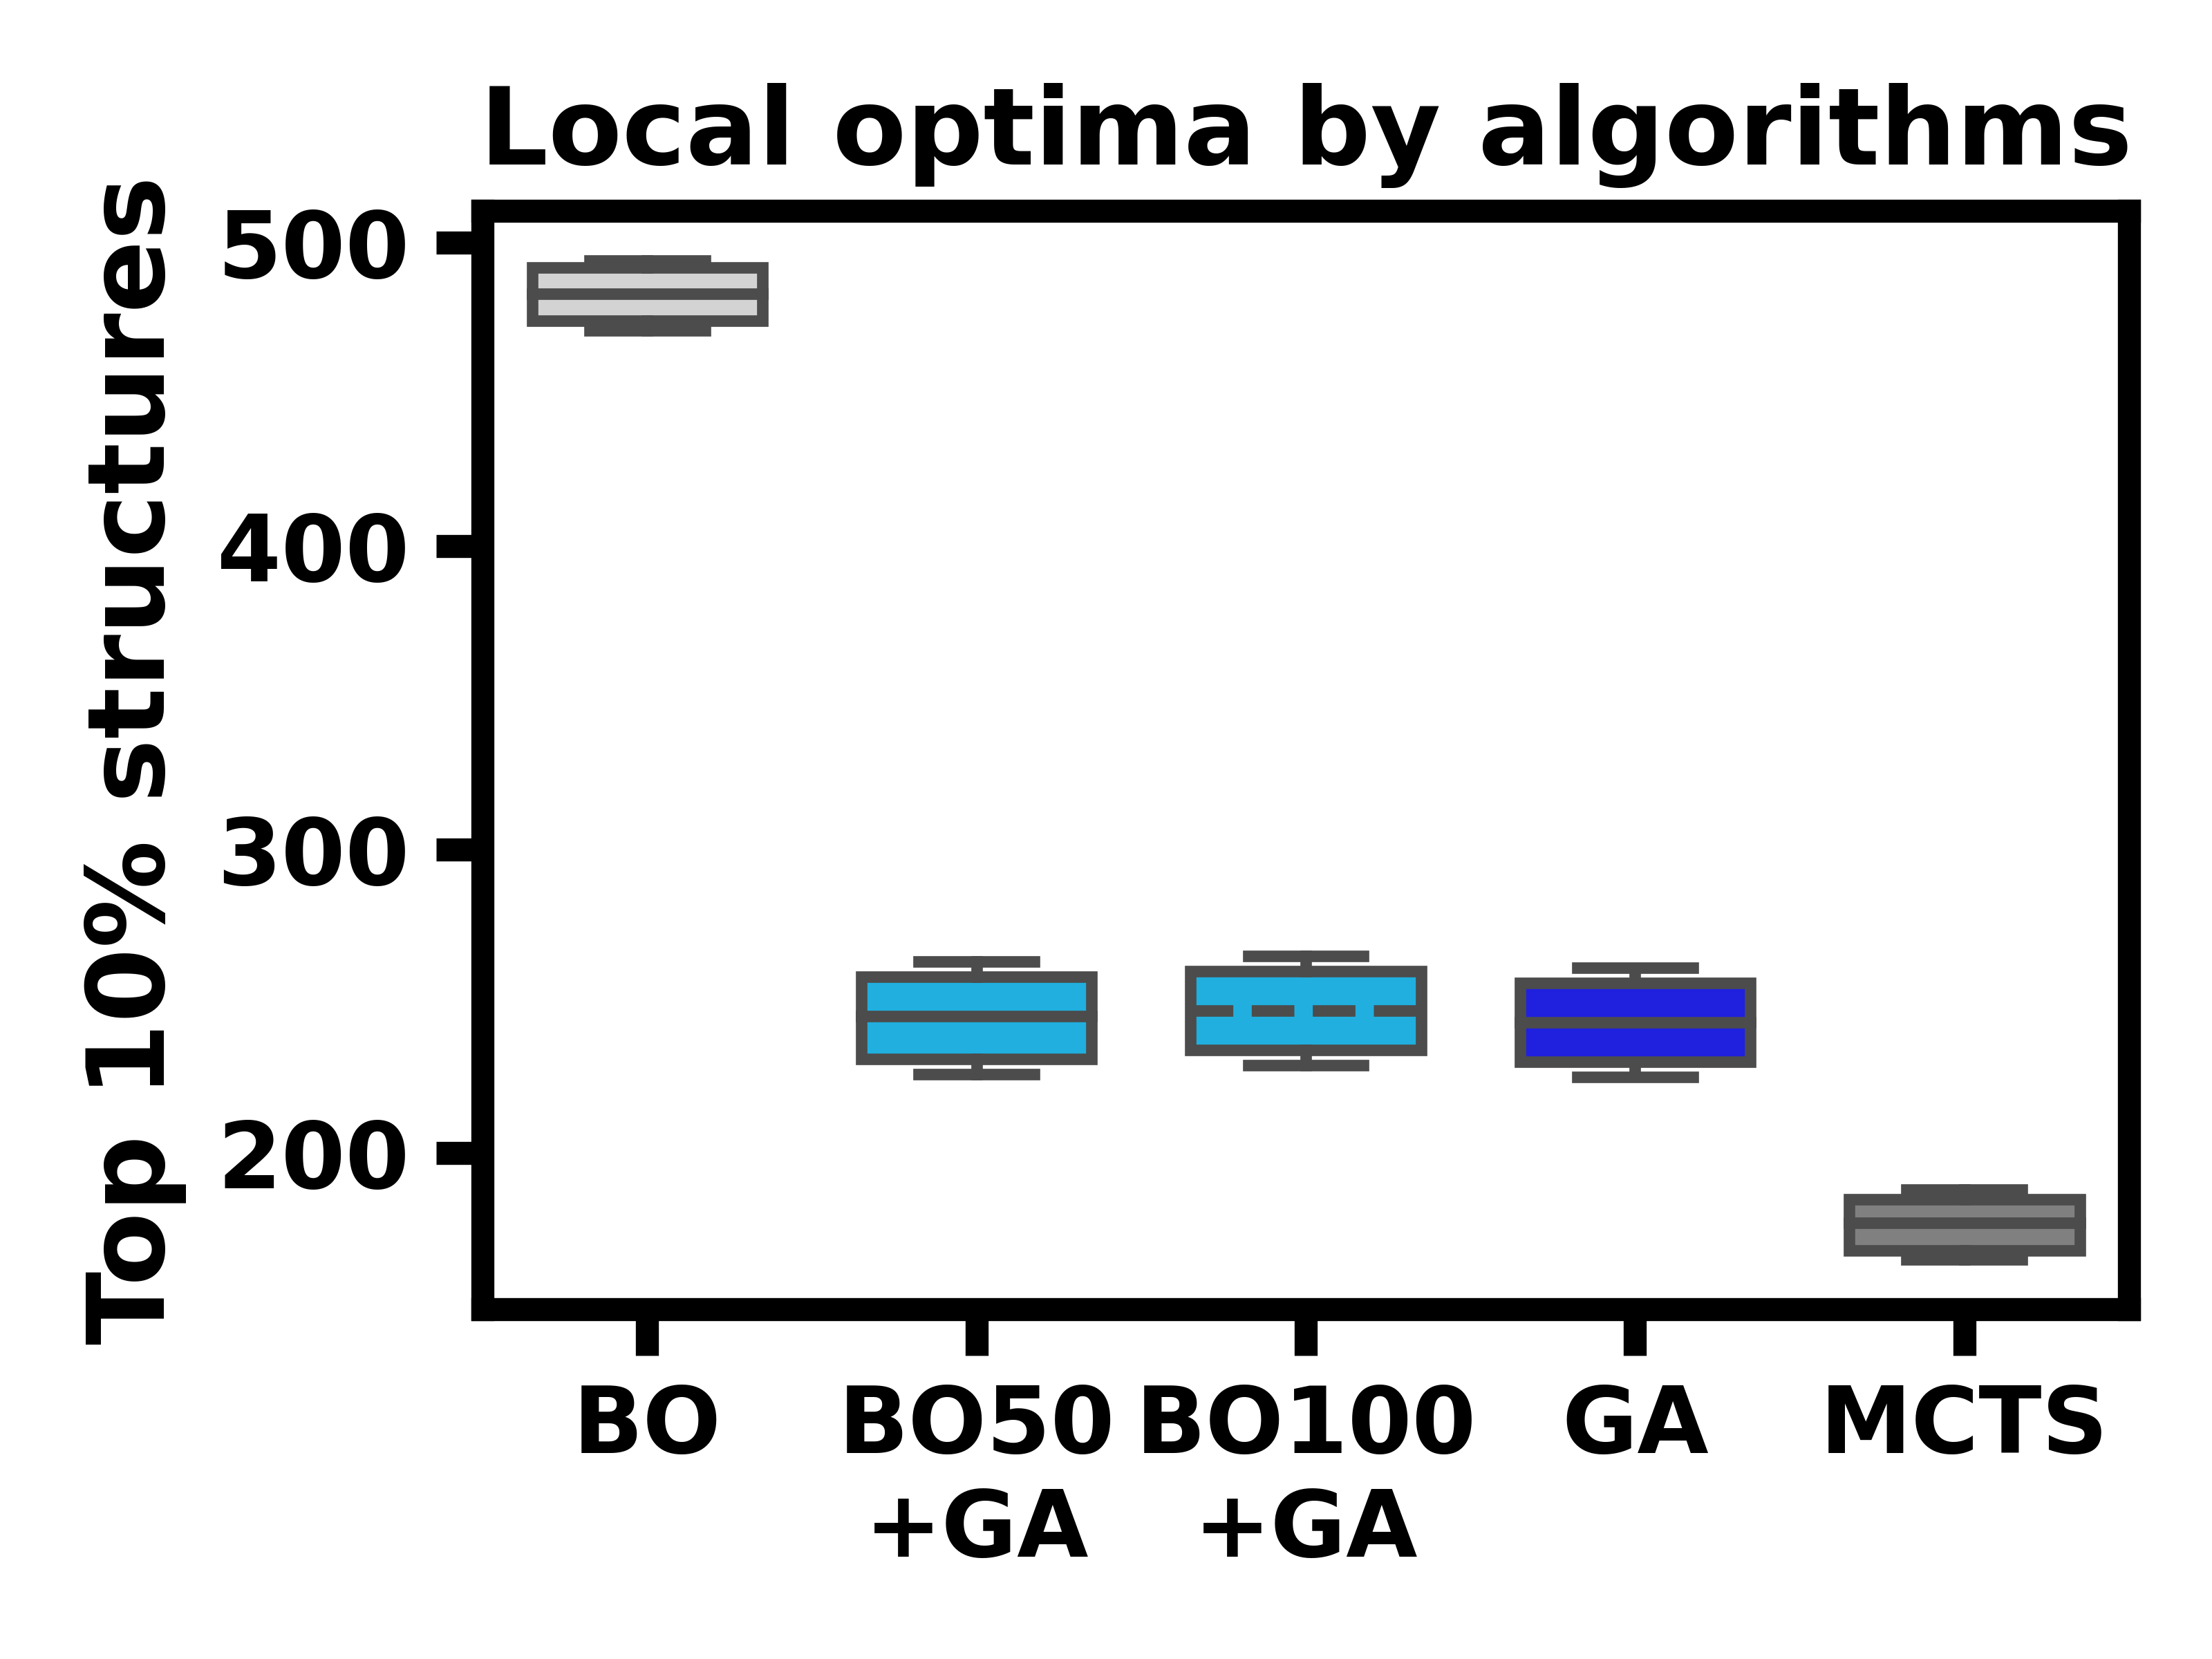 Local optima by algorithms
Top 10% structures
500
400
300
200
BO
BO50
+GA
BO100
+GA
GA
MCTS